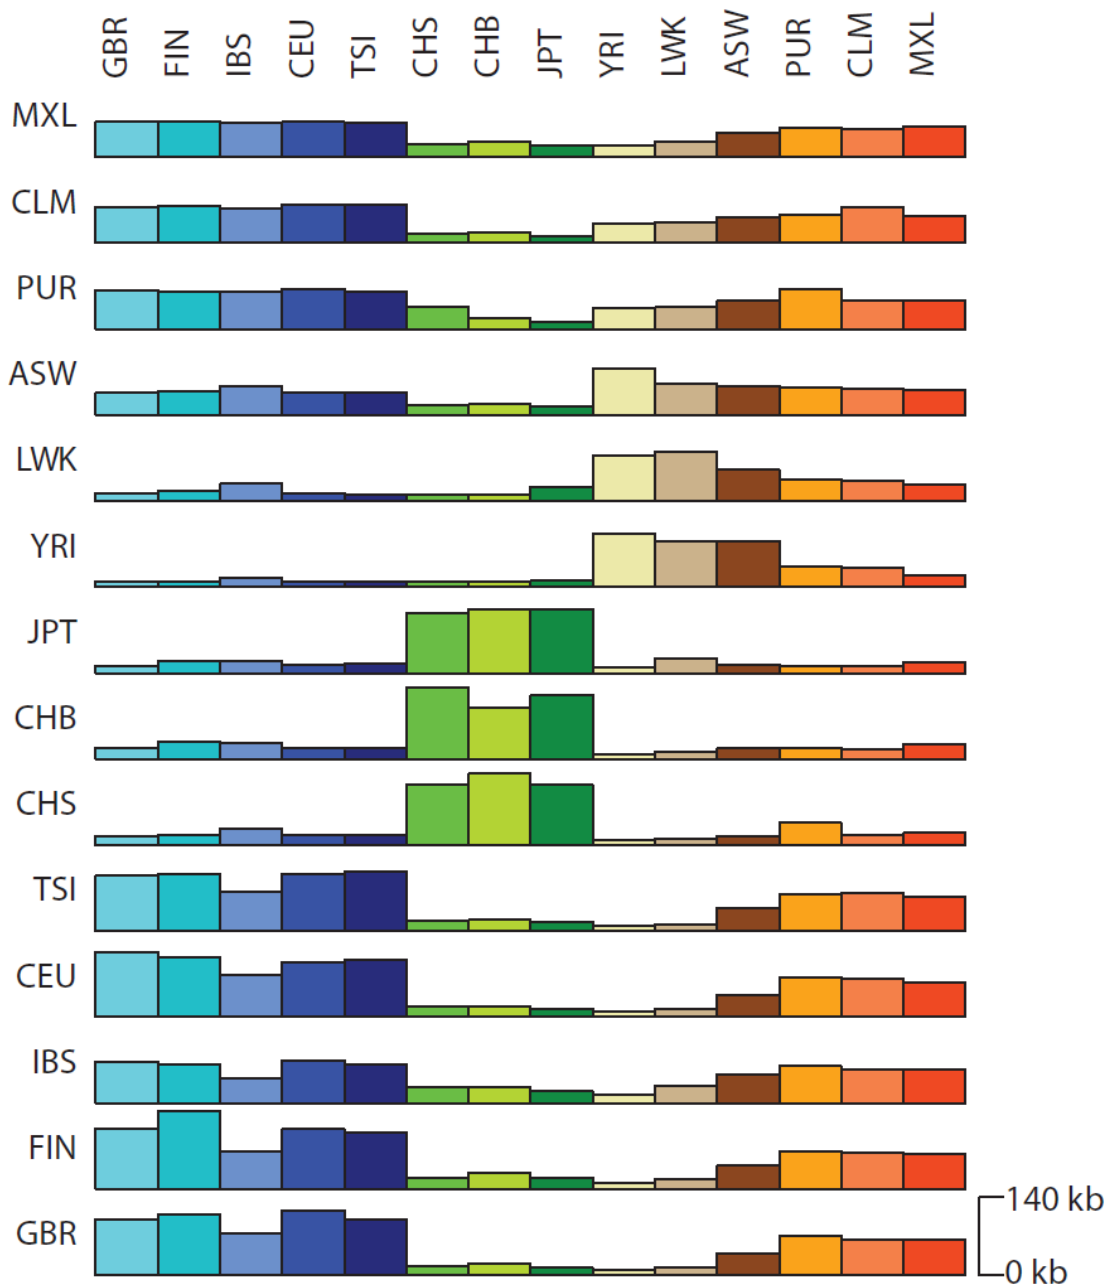 GBR FIN IBS CEU TSI CHS CHB JPT YRI LWK ASW PUR CLM MXL
MXL
CLM
PUR
ASW
LWK
YRI
JPT
CHB
CHS
TSI
CEU
IBS
FIN
GBR
140 kb
0 kb